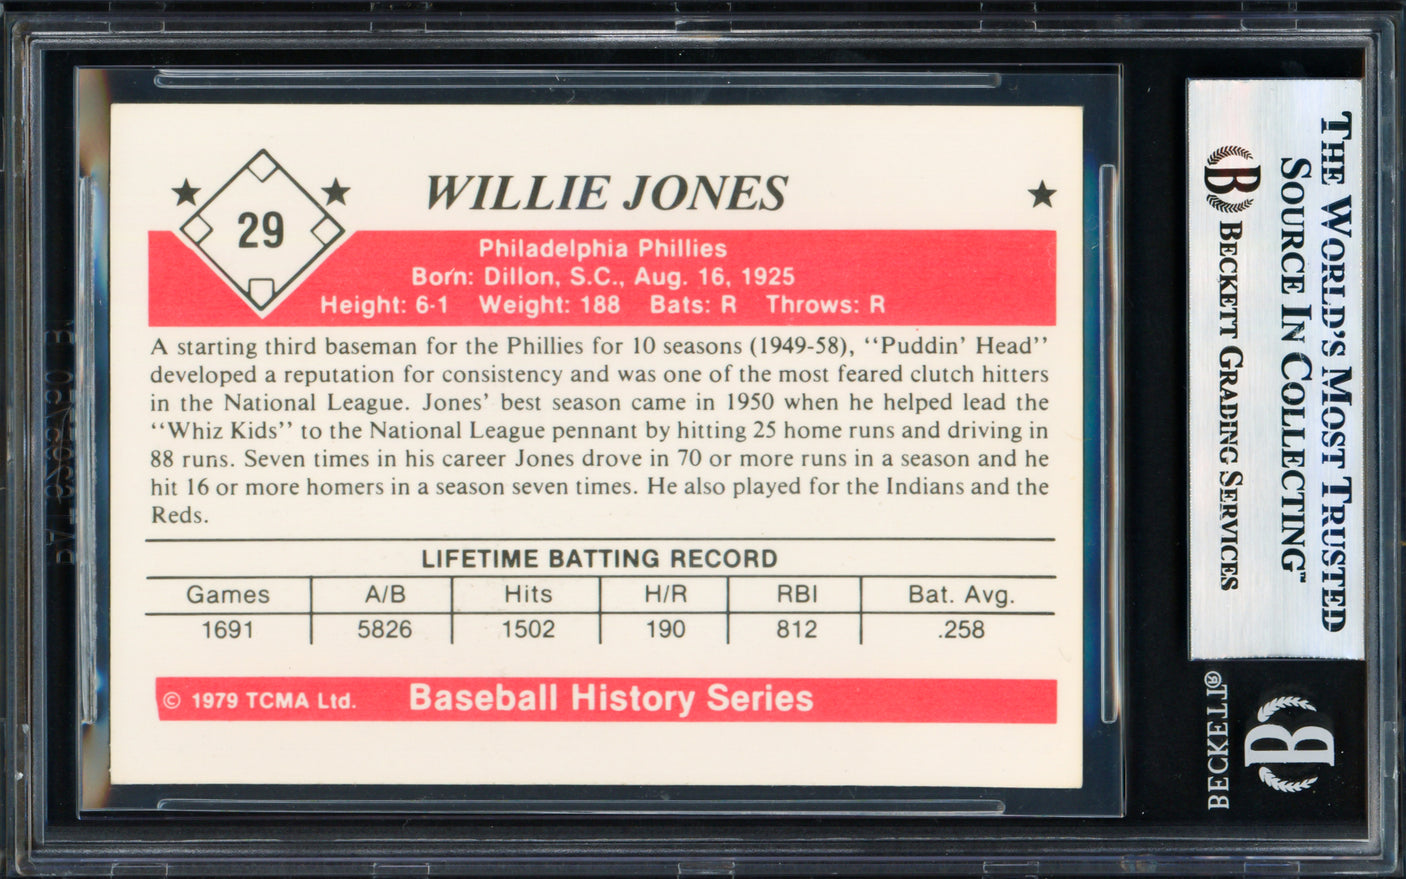 29
WILLIE JONES
Philadelphia Phillies
Born: Dillon, S.C., Aug. 16, 1925
Height: 6-1 Weight: 188 Bats: R Throws: R
A starting third baseman for the Phillies for 10 seasons (1949-58), “Puddin’ Head”
developed a reputation for consistency and was one of the most feared clutch hitters
in the National League. Jones’ best season came in 1950 when he helped lead the
“Whiz Kids” to the National League pennant by hitting 25 home runs and driving in
88 runs. Seven times in his career Jones drove in 70 or more runs in a season and he
hit 16 or more homers in a season seven times. He also played for the Indians and the
Reds.
LIFETIME BATTING RECORD
Games A/B Hits H/R RBI Bat. Avg.
1691 5826 1502 190 812 .258
© 1979 TCMA Ltd. Baseball History Series
THE WORLD'S MOST TRUSTED
SOURCE IN COLLECTING™
B BECKETT GRADING SERVICES
B
BECKETT®